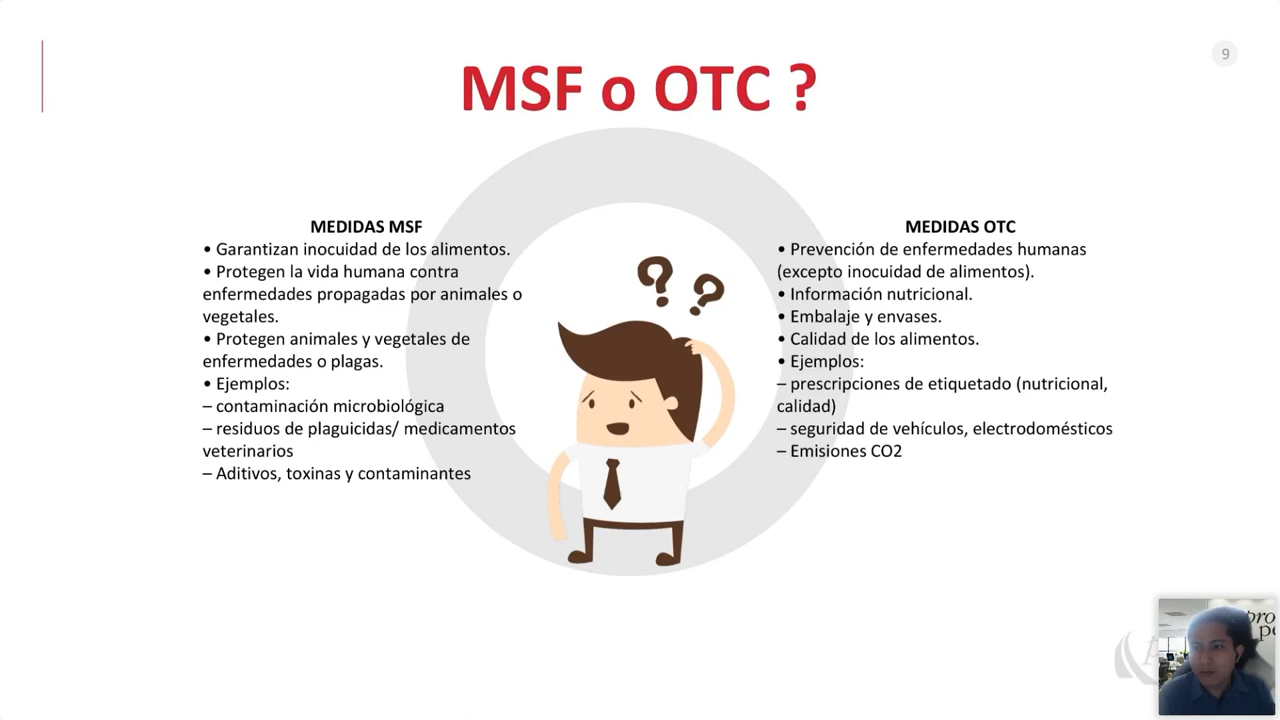 9
MSF o OTC ?
MEDIDAS MSF
• Garantizan inocuidad de los alimentos.
• Protegen la vida humana contra
enfermedades propagadas por animales o
vegetales.
• Protegen animales y vegetales de
enfermedades o plagas.
• Ejemplos:
– contaminación microbiológica
– residuos de plaguicidas/ medicamentos
veterinarios
– Aditivos, toxinas y contaminantes
MEDIDAS OTC
• Prevención de enfermedades humanas
(excepto inocuidad de alimentos).
• Información nutricional.
• Embalaje y envases.
• Calidad de los alimentos.
• Ejemplos:
– prescripciones de etiquetado (nutricional,
calidad)
– seguridad de vehículos, electrodomésticos
– Emisiones CO2